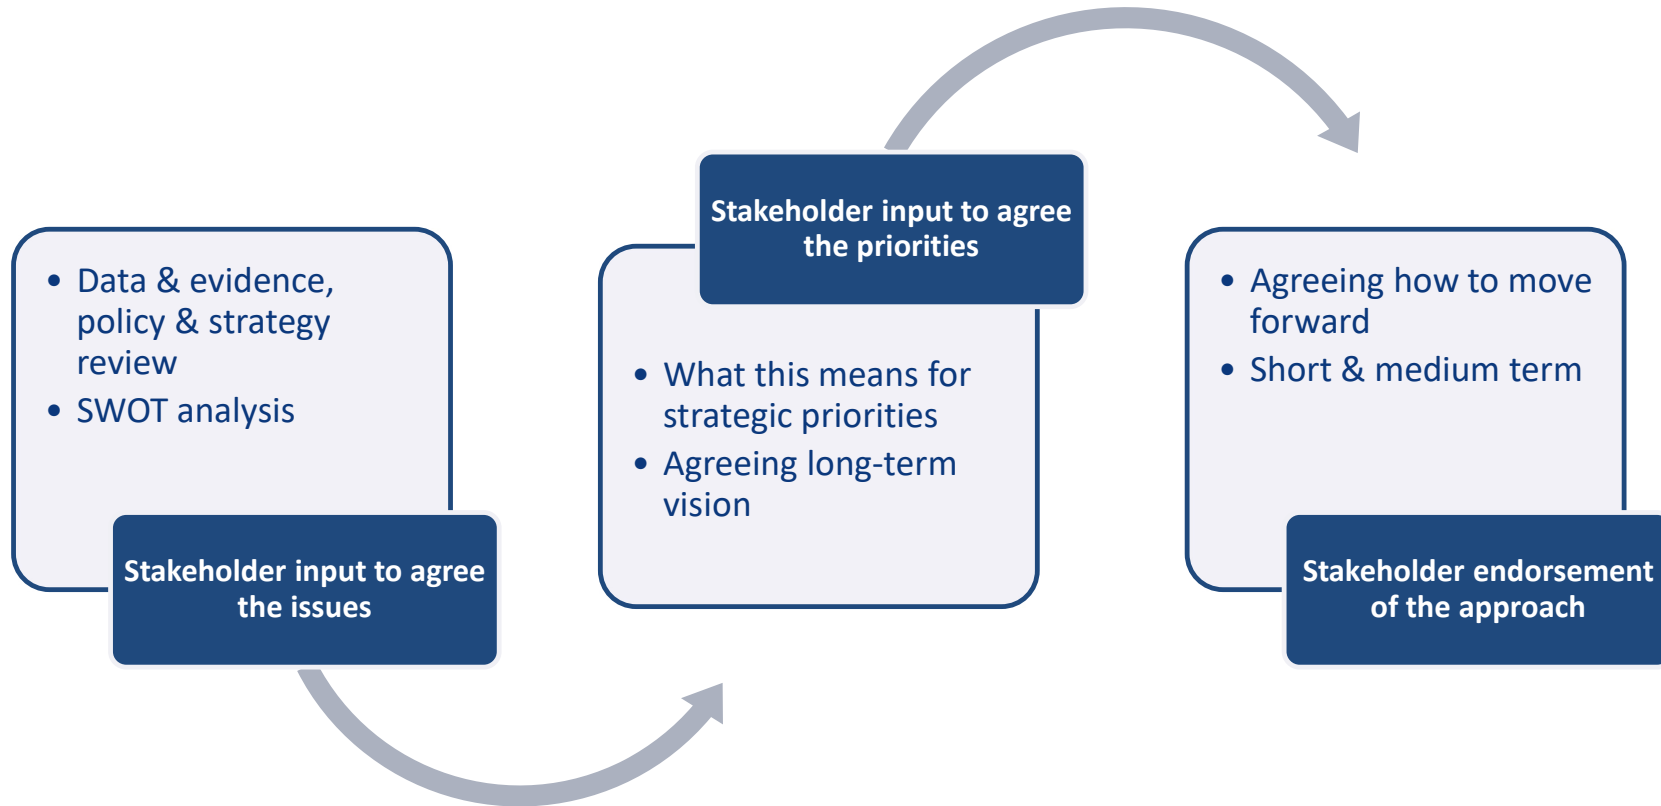 • Data & evidence,
policy & strategy
review
• SWOT analysis
Stakeholder input to agree
the issues
Stakeholder input to agree
the priorities
• What this means for
strategic priorities
• Agreeing long-term
vision
• Agreeing how to move
forward
• Short & medium term
Stakeholder endorsement
of the approach